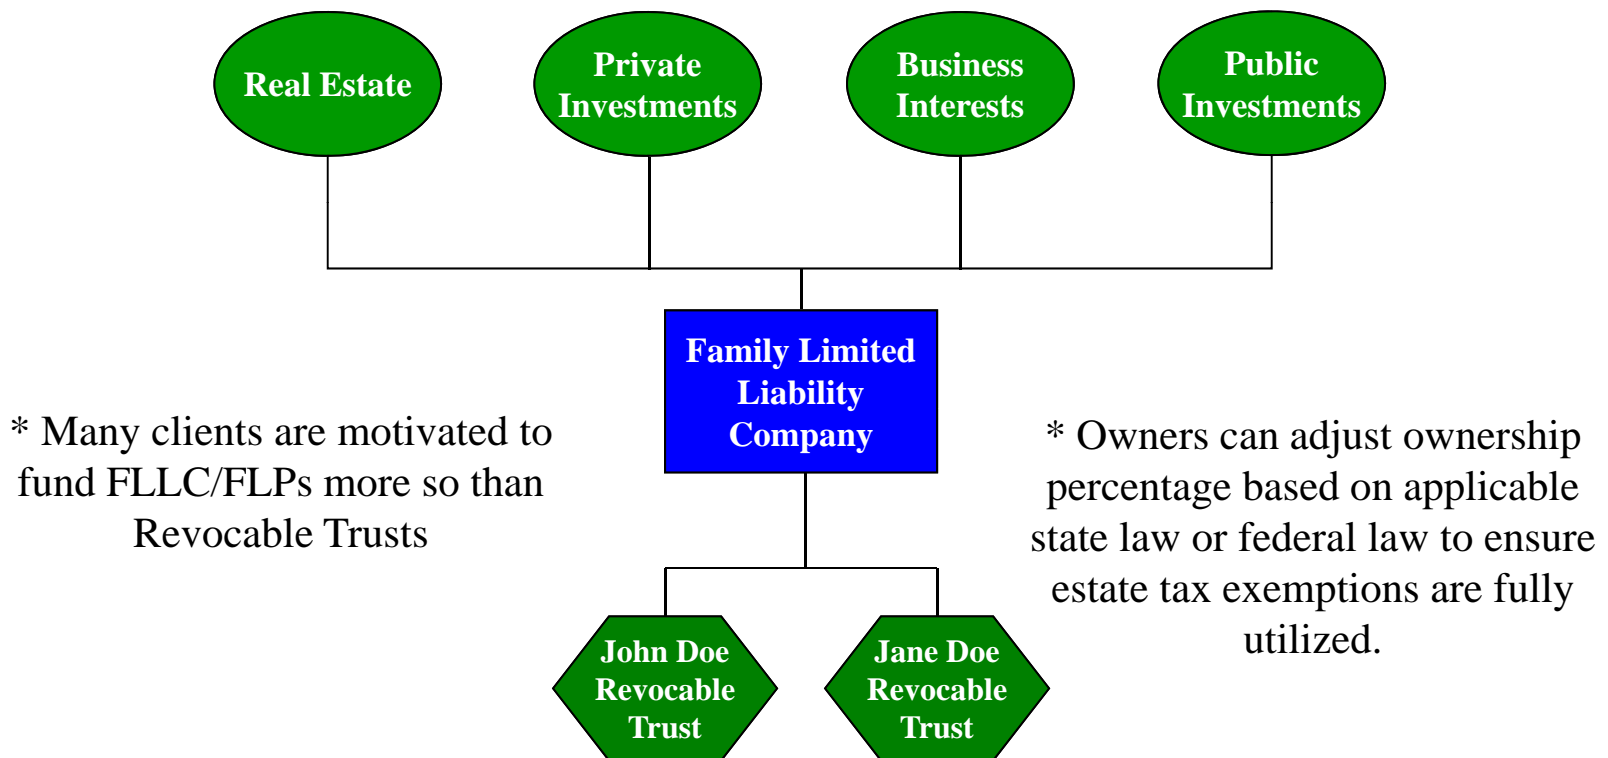 Real Estate
Private
Investments
Business
Interests
Public
Investments
Family Limited
Liability
Company
* Many clients are motivated to
fund FLLC/FLPs more so than
Revocable Trusts
* Owners can adjust ownership
percentage based on applicable
state law or federal law to ensure
estate tax exemptions are fully
utilized.
John Doe
Revocable
Trust
Jane Doe
Revocable
Trust